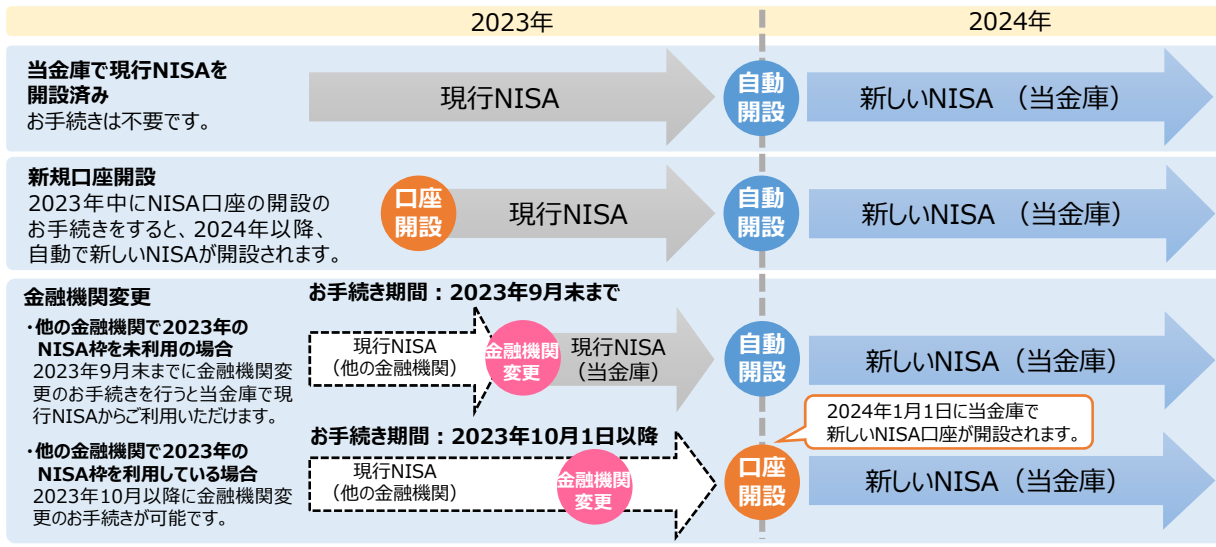 2023年
2024年
当金庫で現行NISAを
開設済み
お手続きは不要です。
現行NISA
自動
開設
新しいNISA （当金庫）
新規口座開設
2023年中にNISA口座の開設の
お手続きをすると、2024年以降、
自動で新しいNISAが開設されます。
口座
開設
現行NISA
自動
開設
新しいNISA （当金庫）
金融機関変更
・他の金融機関で2023年の
NISA枠を未利用の場合
2023年9月末までに金融機関変
更のお手続きを行うと当金庫で現
行NISAからご利用いただけます。
お手続き期間：2023年9月末まで
現行NISA
（他の金融機関）
金融機関
変更
現行NISA
（当金庫）
自動
開設
新しいNISA（当金庫）
2024年1月1日に当金庫で
新しいNISA口座が開設されます。
・他の金融機関で2023年の
NISA枠を利用している場合
2023年10月以降に金融機関変
更のお手続きが可能です。
お手続き期間：2023年10月1日以降
現行NISA
（他の金融機関）
金融機関
変更
口座
開設
新しいNISA（当金庫）